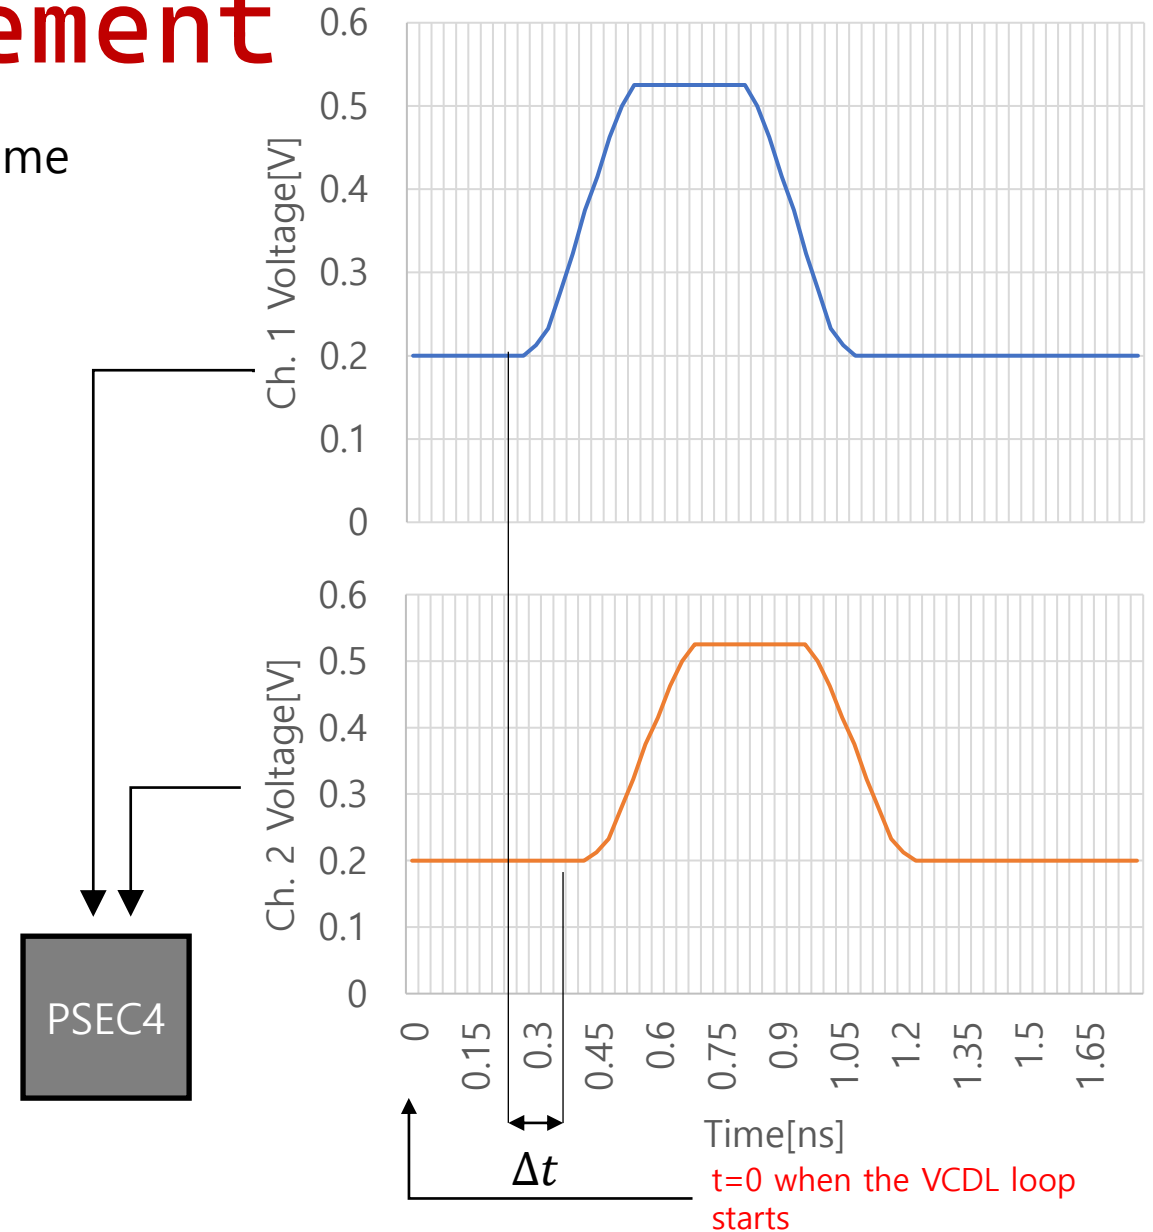 ement
me
0.6
0.5
0.4
0.3
0.2
0.1
0
Ch. 1 Voltage[V]
0.6
0.5
0.4
0.3
0.2
0.1
0
Ch. 2 Voltage[V]
PSEC4
0 0.15 0.3 0.45 0.6 0.75 0.9 1.05 1.2 1.35 1.5 1.65
Time[ns]
Δt
t=0 when the VCDL loop
starts